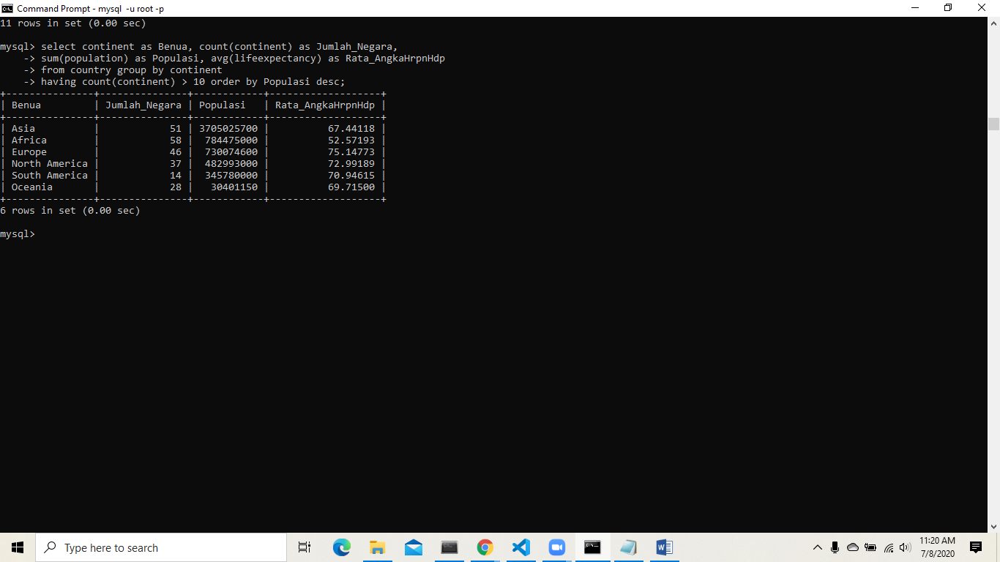 Command Prompt - mysql -u root -p
11 rows in set (0.00 sec)
mysql> select continent as Benua, count(continent) as Jumlah_Negara,
    -> sum(population) as Populasi, avg(lifeexpectancy) as Rata_AngkaHrpnHdp
    -> from country group by continent
    -> having count(continent) > 10 order by Populasi desc;
+---------------+---------------+------------+-------------------+
| Benua         | Jumlah_Negara | Populasi   | Rata_AngkaHrpnHdp |
+---------------+---------------+------------+-------------------+
| Asia          |            51 | 3705025700 |          67.44118 |
| Africa        |            58 |  784475000 |          52.57193 |
| Europe        |            46 |  730074600 |          75.14773 |
| North America |            37 |  482993000 |          72.99189 |
| South America |            14 |  345780000 |          70.94615 |
| Oceania       |            28 |   30401150 |          69.71500 |
+---------------+---------------+------------+-------------------+
6 rows in set (0.00 sec)
mysql>
Type here to search
11:20 AM
7/8/2020